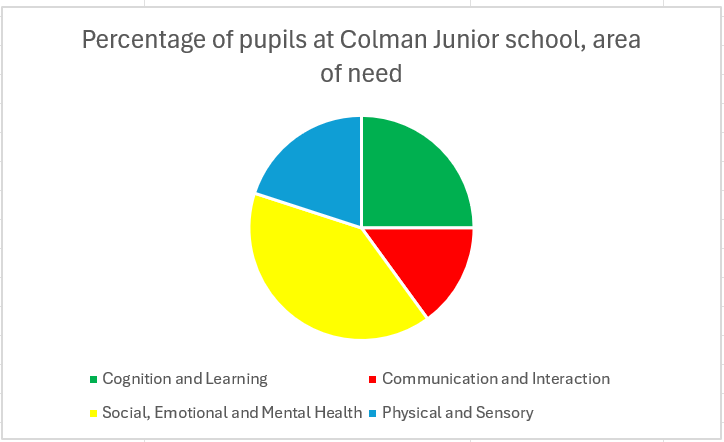 Percentage of pupils at Colman Junior school, area
of need
Cognition and Learning
Communication and Interaction
Social, Emotional and Mental Health
Physical and Sensory